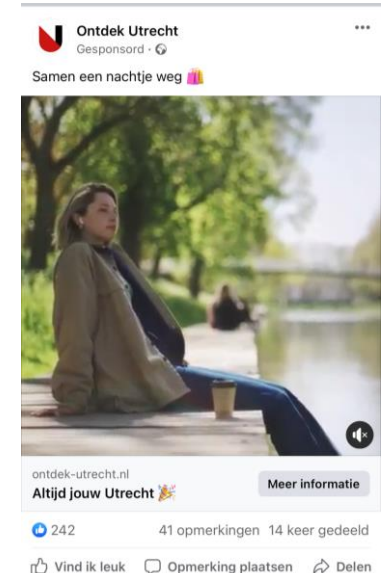 Ontdek Utrecht
Gesponsord ·
Samen een nachtje weg 🛍️
ontdek-utrecht.nl
Altijd jouw Utrecht 🎉
Meer informatie
242
41 opmerkingen 14 keer gedeeld
Vind ik leuk Opmerking plaatsen Delen